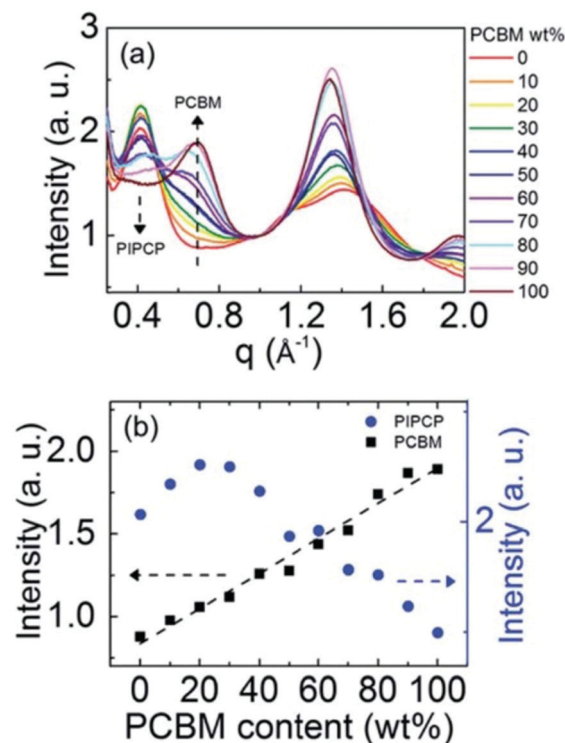 (a)
PCBM wt%
0
10
20
30
40
50
60
70
80
90
100
PCBM
PIPCP
3
2
1
Intensity (a. u.)
0.4 0.8 1.2 1.6 2.0
q (Å⁻¹)
(b)
PIPCP
PCBM
2.0
1.5
1.0
Intensity (a. u.)
2
Intensity (a. u.)
0 20 40 60 80 100
PCBM content (wt%)